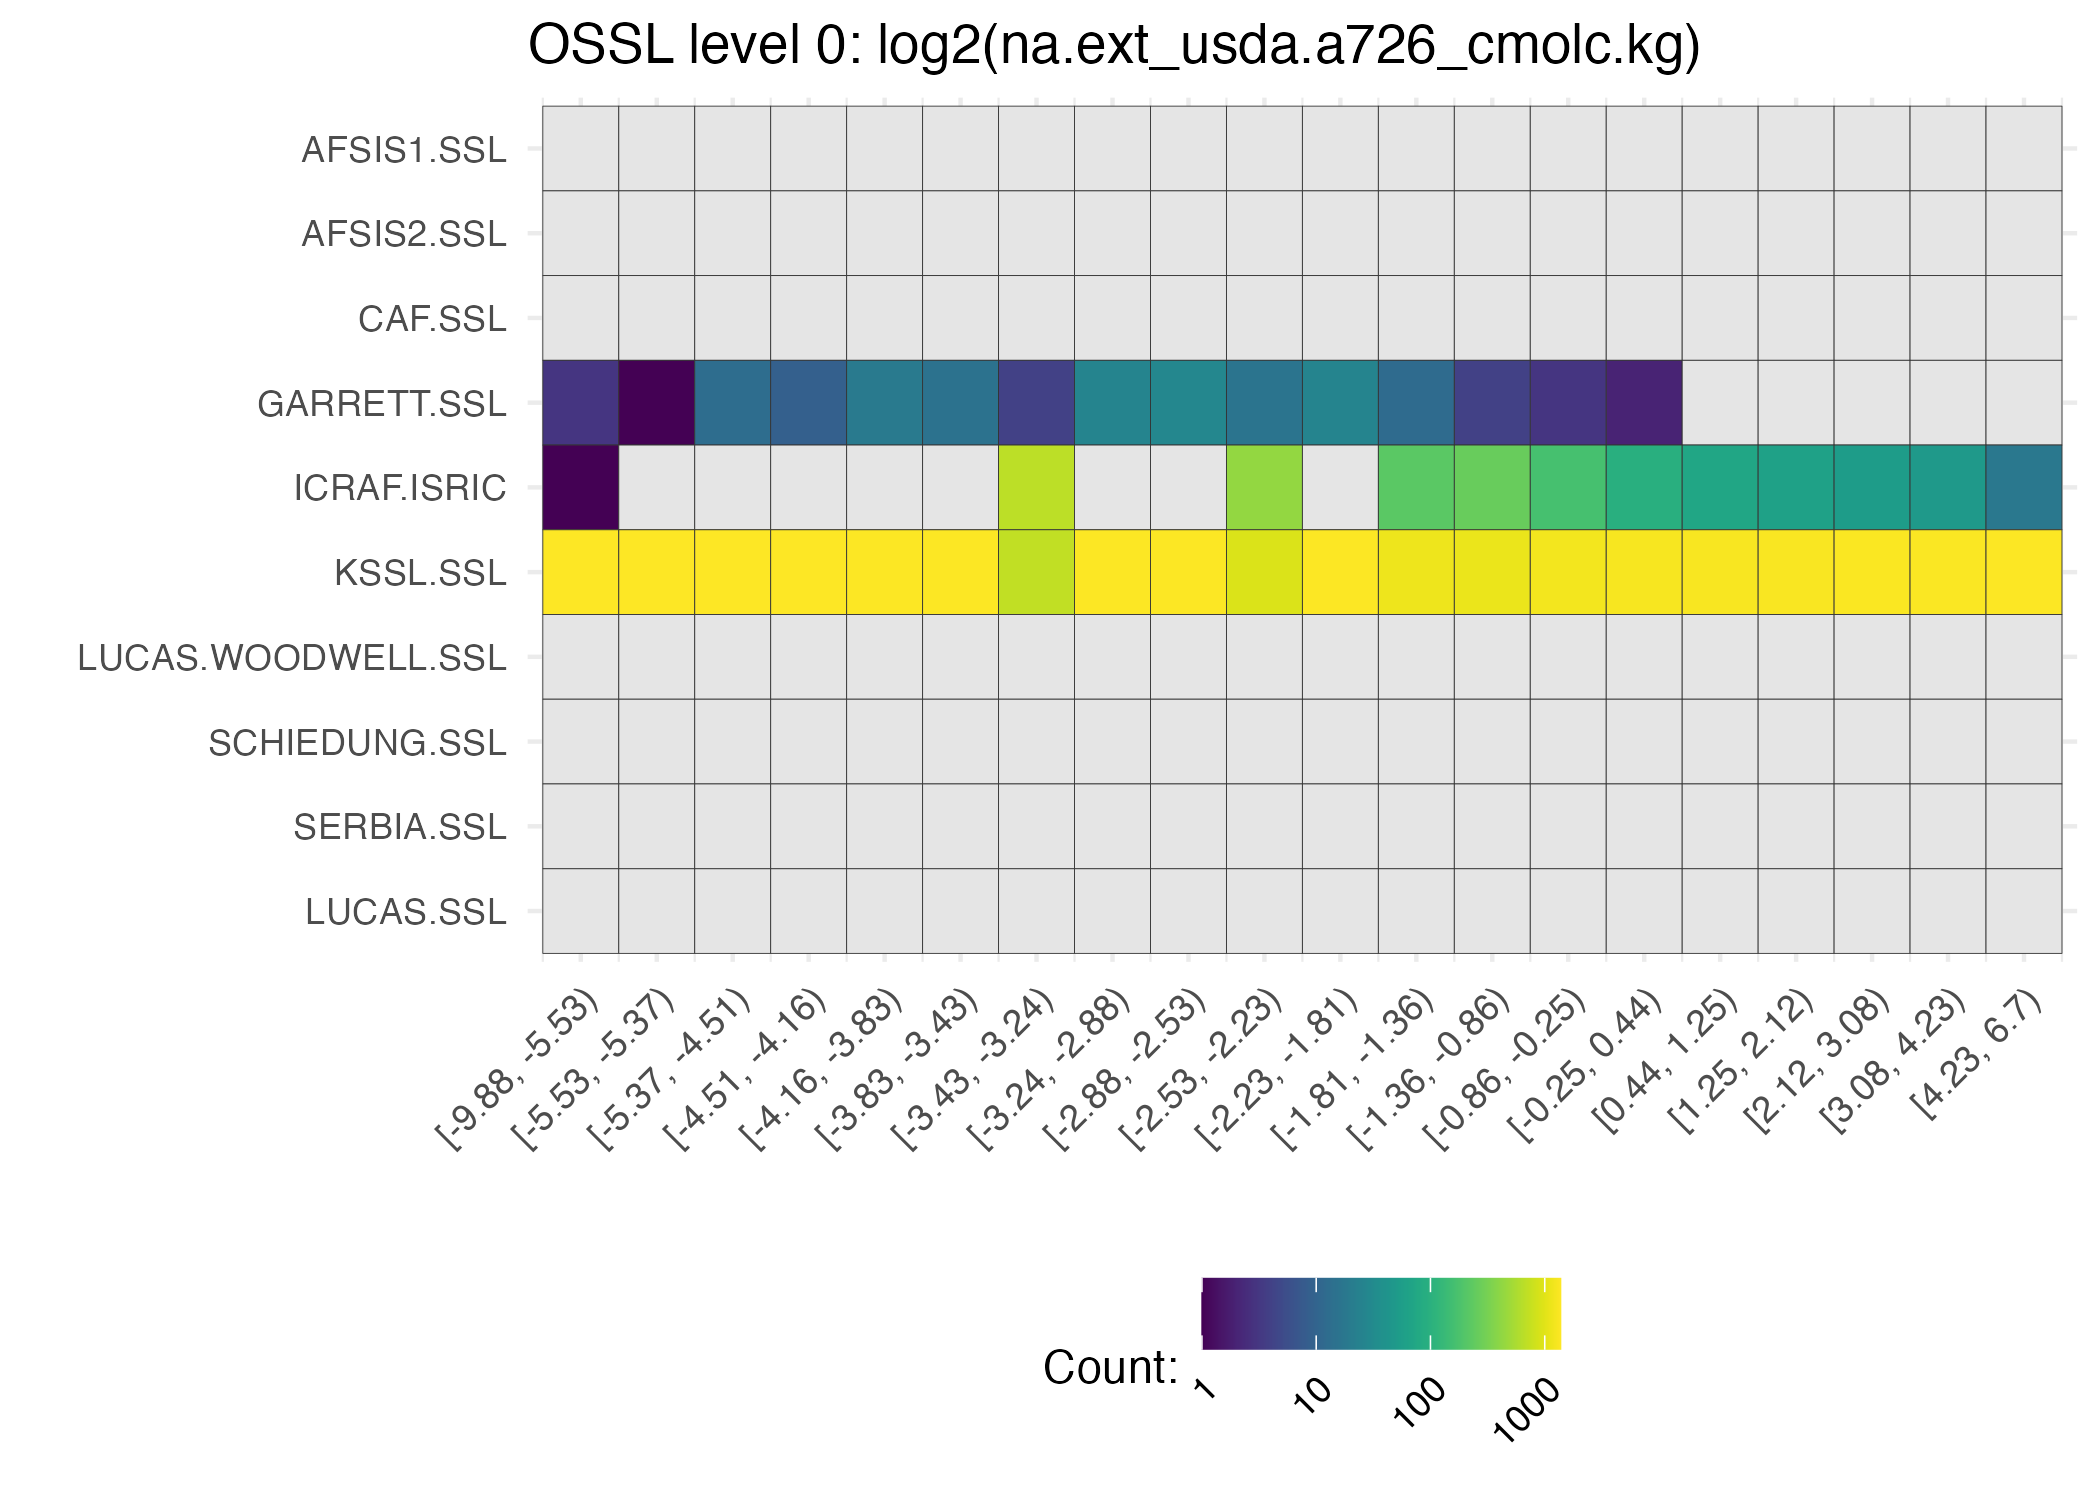 OSSL level 0: log2(na.ext_usda.a726_cmolc.kg)
AFSIS1.SSL
AFSIS2.SSL
CAF.SSL
GARRETT.SSL
ICRAF.ISRIC
KSSL.SSL
LUCAS.WOODWELL.SSL
SCHIEDUNG.SSL
SERBIA.SSL
LUCAS.SSL
[-9.88, -5.53)
[-5.53, -5.37)
[-5.37, -4.51)
[-4.51, -4.16)
[-4.16, -3.83)
[-3.83, -3.43)
[-3.43, -3.24)
[-3.24, -2.88)
[-2.88, -2.53)
[-2.53, -2.23)
[-2.23, -1.81)
[-1.81, -1.36)
[-1.36, -0.86)
[-0.86, -0.25)
[-0.25, 0.44)
[0.44, 1.25)
[1.25, 2.12)
[2.12, 3.08)
[3.08, 4.23)
[4.23, 6.7)
Count:
1
10
100
1000